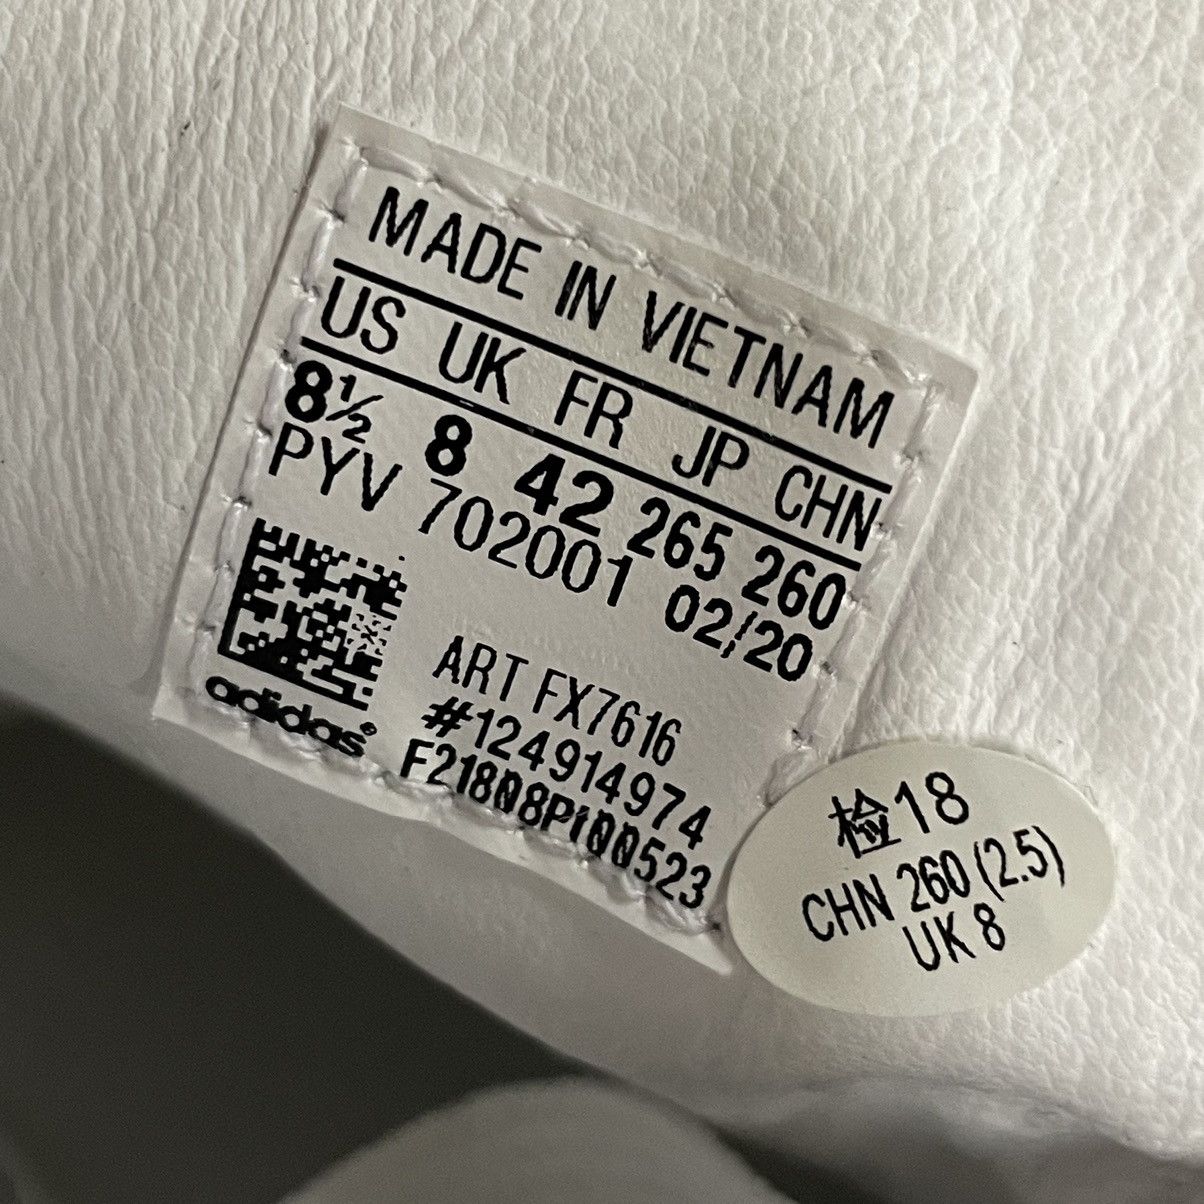 MADE IN VIETNAM
US UK FR JP CHN
8½ 8 42 265 260
PYV 702001 02/20
ART FX7616
#124914974
F21808P100523
adidas®
检18
CHN 260 (2.5)
UK 8